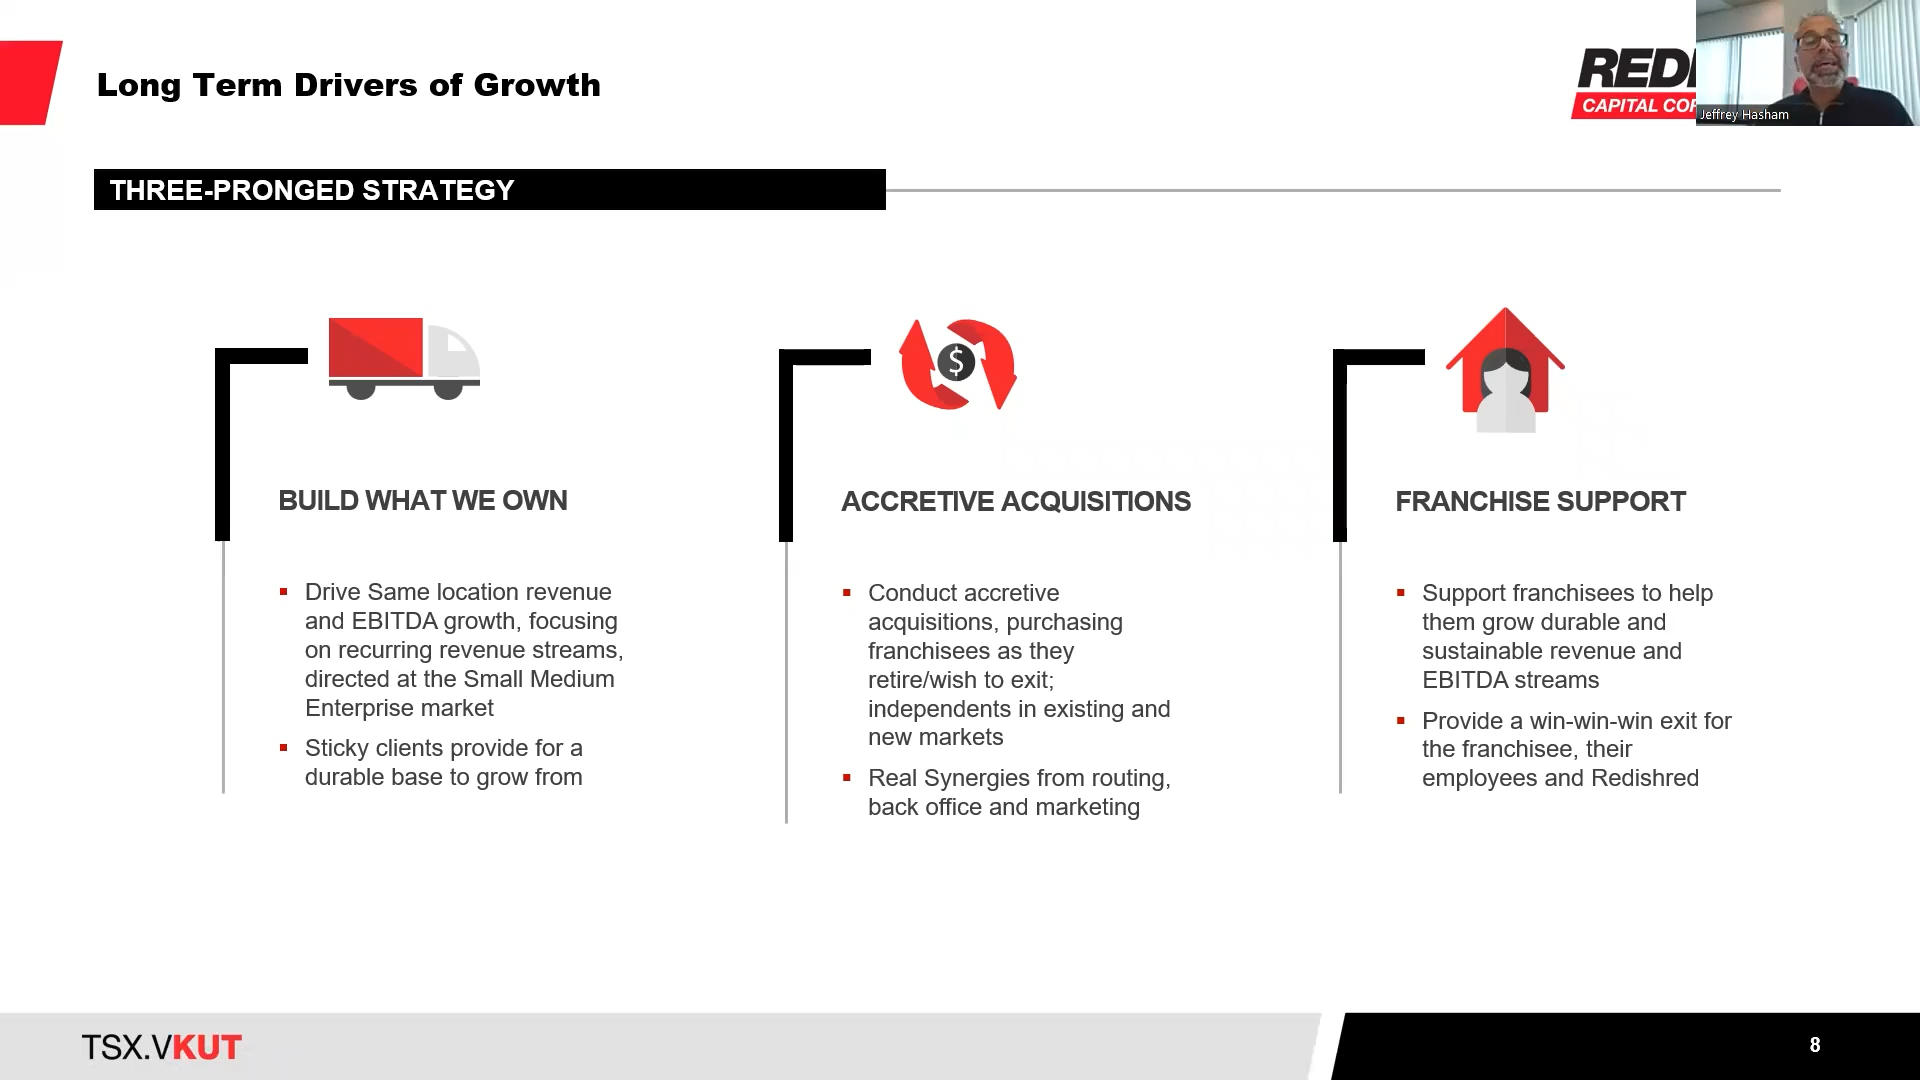 Long Term Drivers of Growth
CAPITAL
Jeffrey Hasham
THREE-PRONGED STRATEGY
$
BUILD WHAT WE OWN
Drive Same location revenue
and EBITDA growth, focusing
on recurring revenue streams,
directed at the Small Medium
Enterprise market
Sticky clients provide for a
durable base to grow from
ACCRETIVE ACQUISITIONS
Conduct accretive
acquisitions, purchasing
franchisees as they
retire/wish to exit;
independents in existing and
new markets
Real Synergies from routing,
back office and marketing
FRANCHISE SUPPORT
Support franchisees to help
them grow durable and
sustainable revenue and
EBITDA streams
Provide a win-win-win exit for
the franchisee, their
employees and Redishred
TSX.VKUT
8